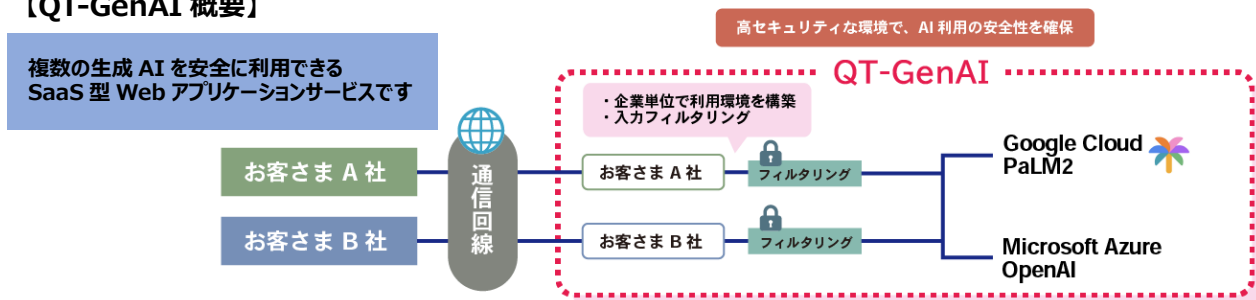 【QT-GenAI 概要】
高セキュリティな環境で、AI 利用の安全性を確保
複数の生成 AI を安全に利用できる
SaaS 型 Web アプリケーションサービスです
QT-GenAI
・企業単位で利用環境を構築
・入力フィルタリング
お客さま A 社
通信回線
お客さま A 社
フィルタリング
Google Cloud
PaLM2
お客さま B 社
お客さま B 社
フィルタリング
Microsoft Azure
OpenAI